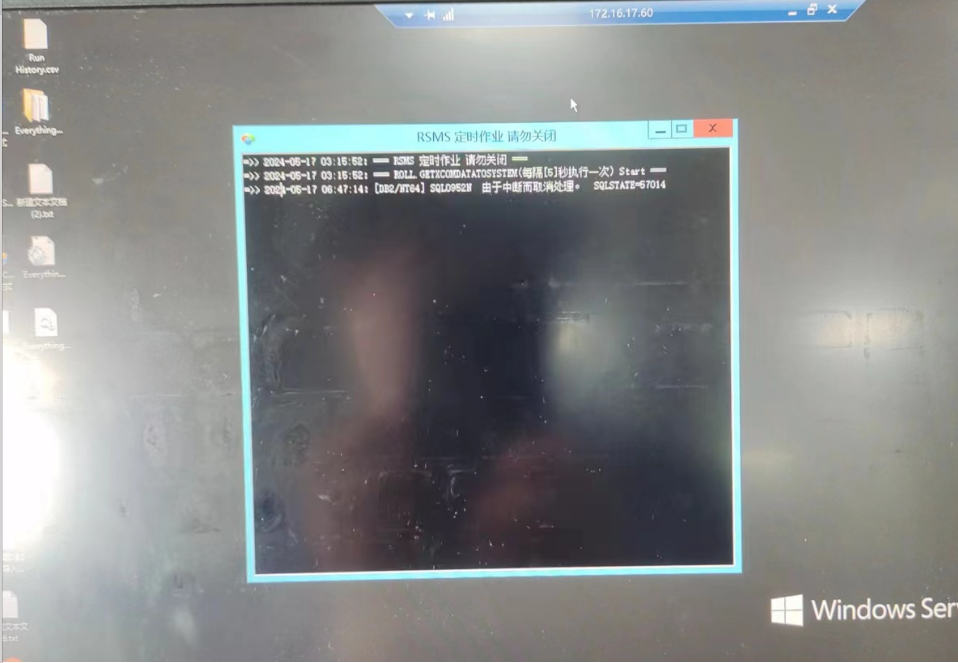 172.16.17.60
Run
History.csv
Everything...
新建文本文档
(2).txt
Everythin...
RSMS 定时作业 请勿关闭
=>> 2024-05-17 03:15:52: === RSMS 定时作业 请勿关闭 ===
=>> 2024-05-17 03:15:52: === ROLL.GETXCOMDATATOSYSTEM(每隔[5]秒执行一次) Start ===
=>> 2024-05-17 06:47:14: [DB2/NT64] SQL0952N 由于中断而取消处理。 SQLSTATE=57014
Windows Ser